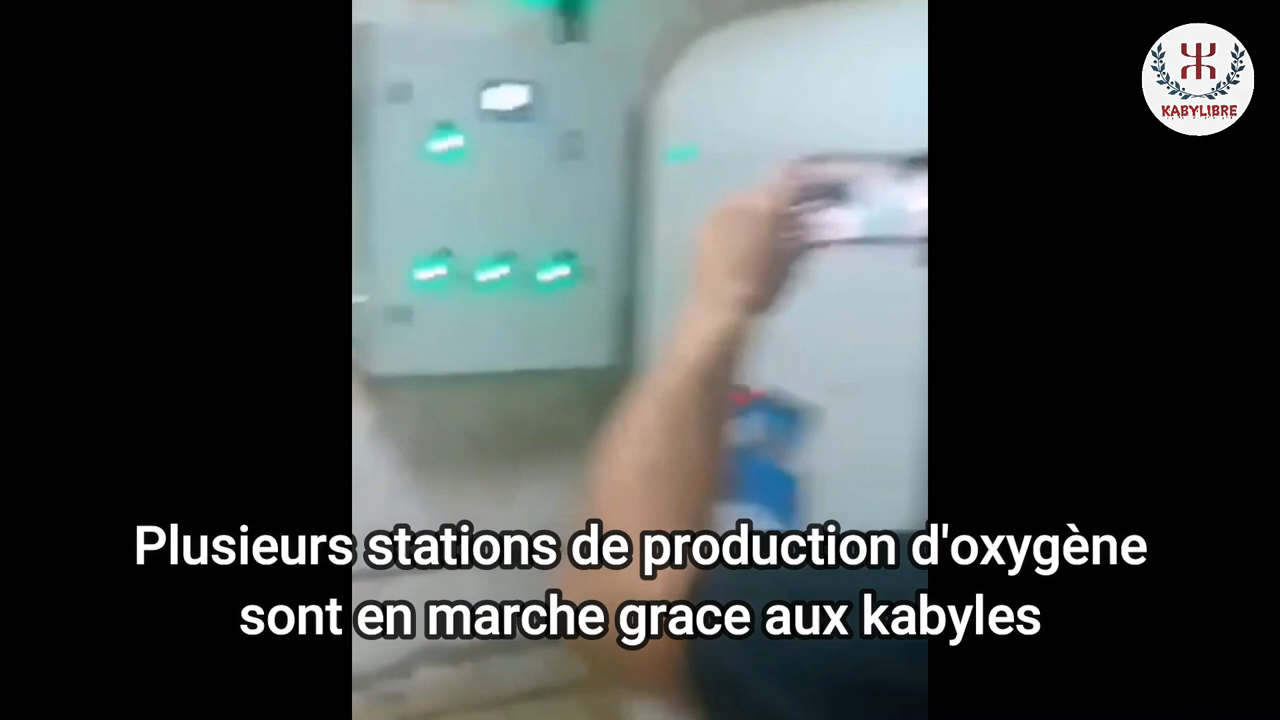 KABYLIBRE
Plusieurs stations de production d'oxygène
sont en marche grace aux kabyles